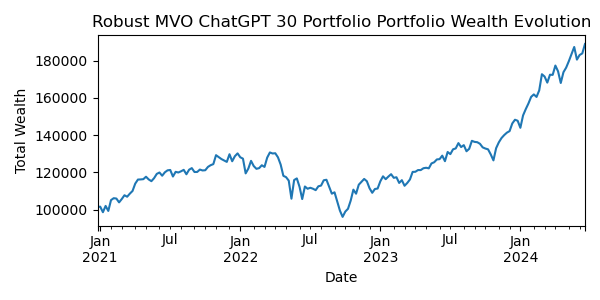 Robust MVO ChatGPT 30 Portfolio Portfolio Wealth Evolution
Total Wealth
180000
160000
140000
120000
100000
Jan Jul Jan Jul Jan Jul Jan
2021 2022 2023 2024
Date